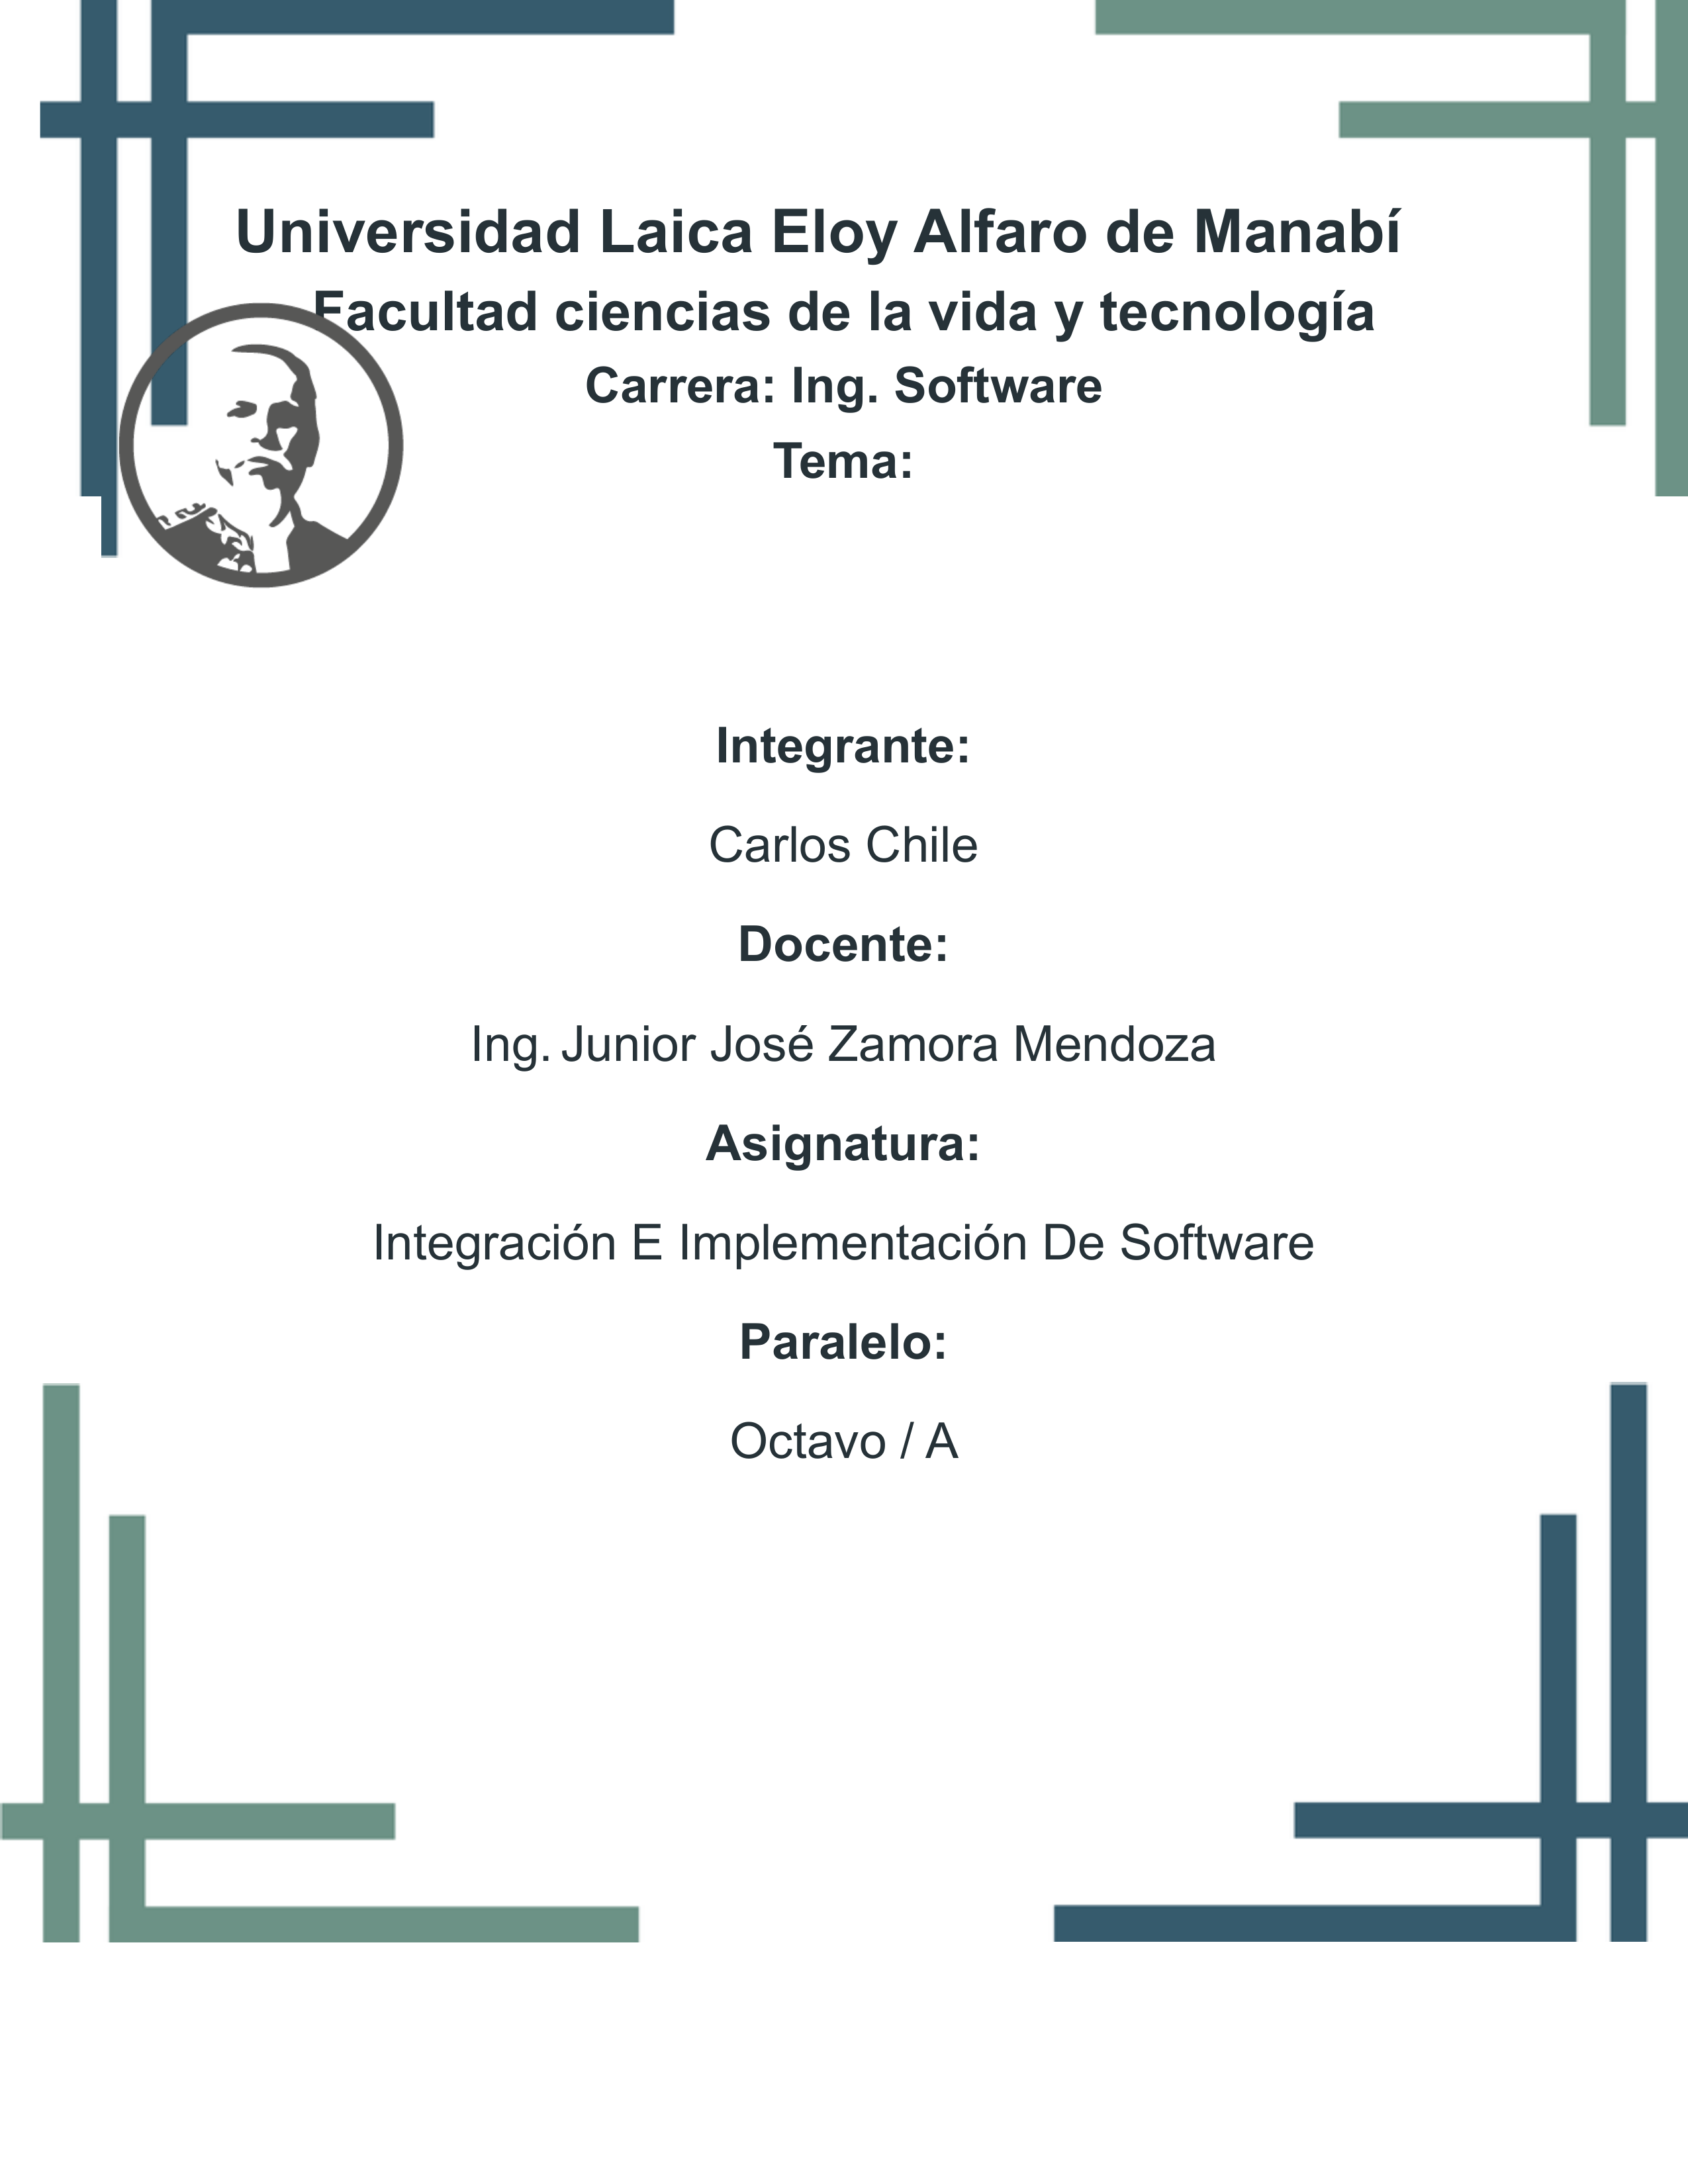 Universidad Laica Eloy Alfaro de Manabí
Facultad ciencias de la vida y tecnología
Carrera: Ing. Software
Tema:
Integrante:
Carlos Chile
Docente:
Ing. Junior José Zamora Mendoza
Asignatura:
Integración E Implementación De Software
Paralelo:
Octavo / A